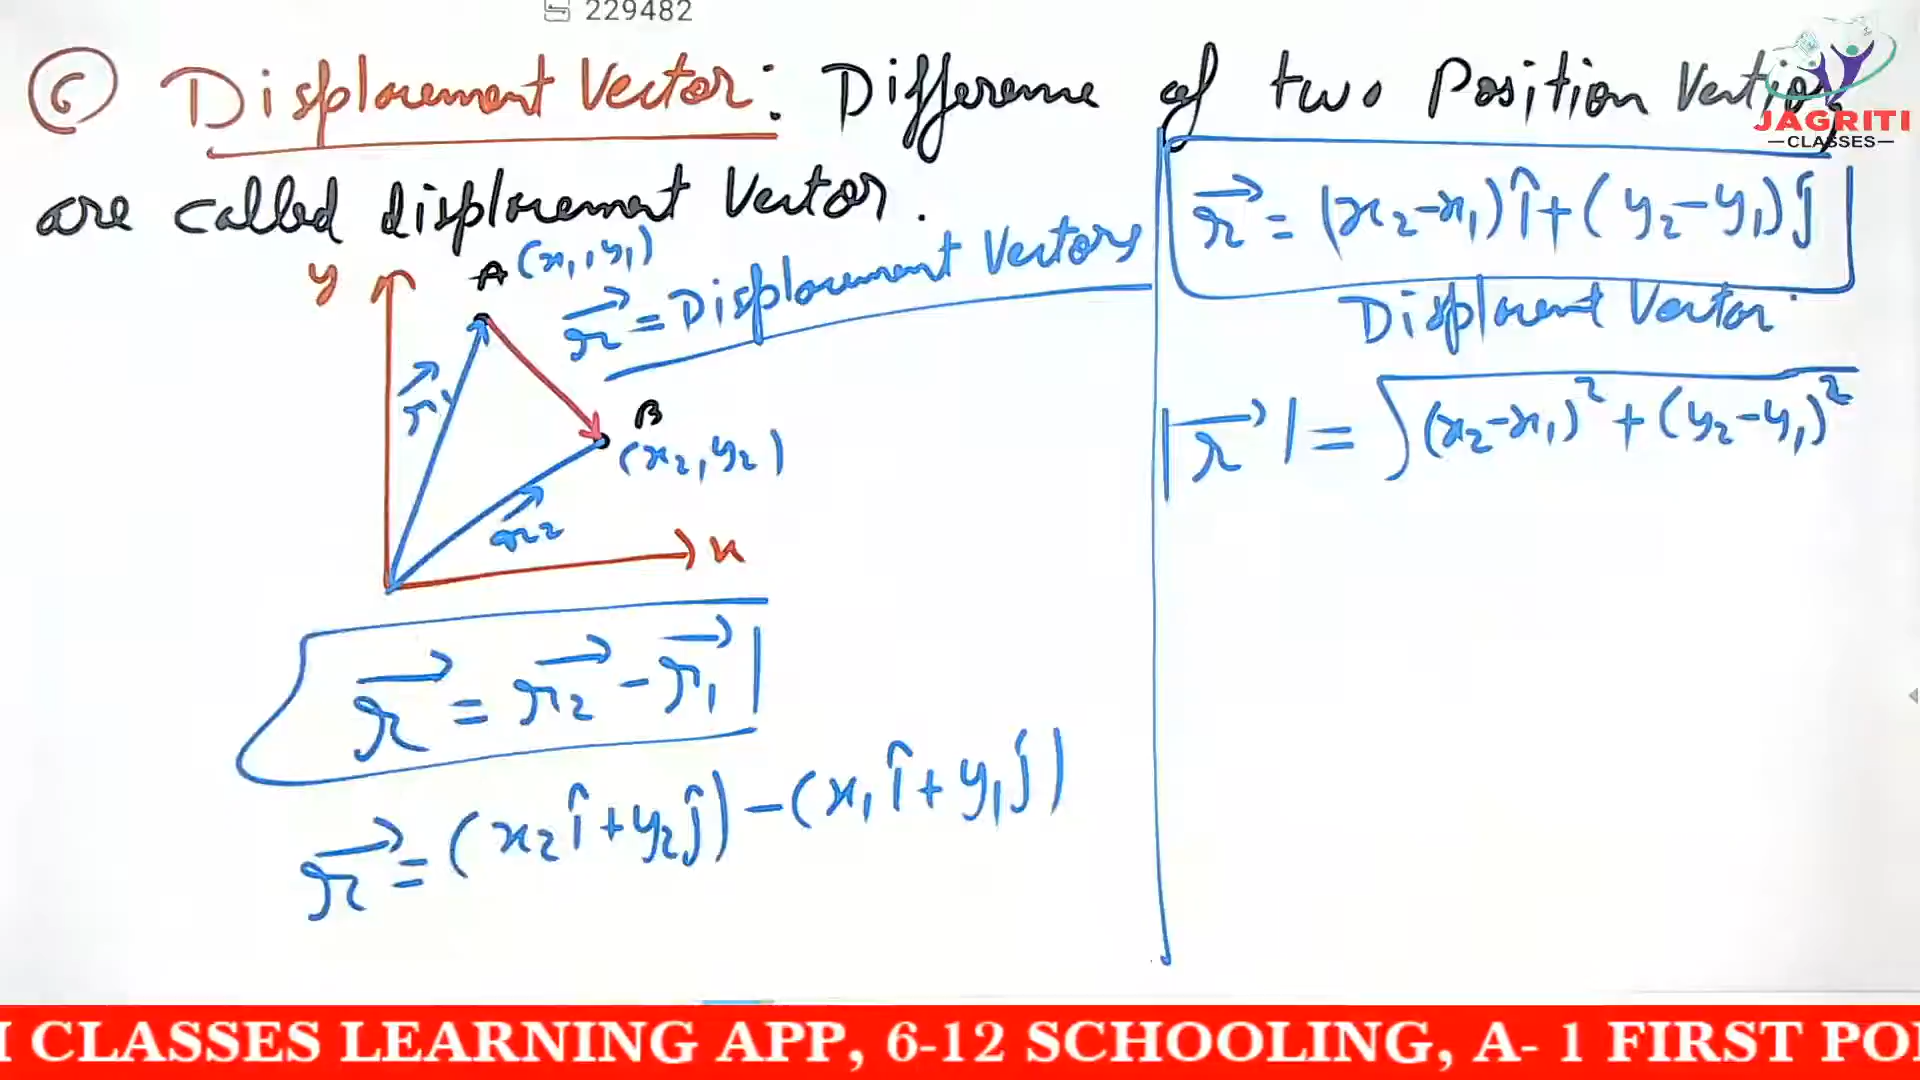 229482
⑥ Displacement Vector: Difference of two Position Vectors
are called displacement Vector.
JAGRITI
CLASSES
y
A (x₁, y₁)
r⃗ = Displacement Vectors
r⃗₁
B
(x₂, y₂)
r⃗₂
x
r⃗ = r⃗₂ - r⃗₁
r⃗ = (x₂î + y₂ĵ) - (x₁î + y₁ĵ)
r⃗ = (x₂ - x₁)î + (y₂ - y₁)ĵ
Displacement Vector
|r⃗| = √(x₂ - x₁)² + (y₂ - y₁)²
CLASSES LEARNING APP, 6-12 SCHOOLING, A- 1 FIRST